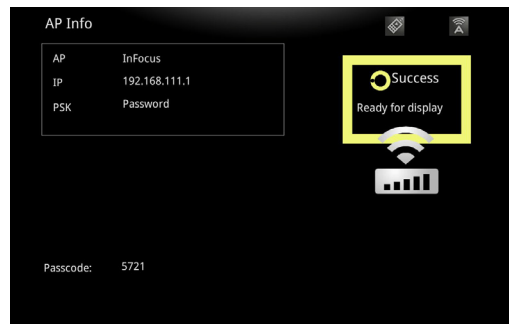 AP Info
AP InFocus
IP 192.168.111.1
PSK Password
Success
Ready for display
Passcode: 5721